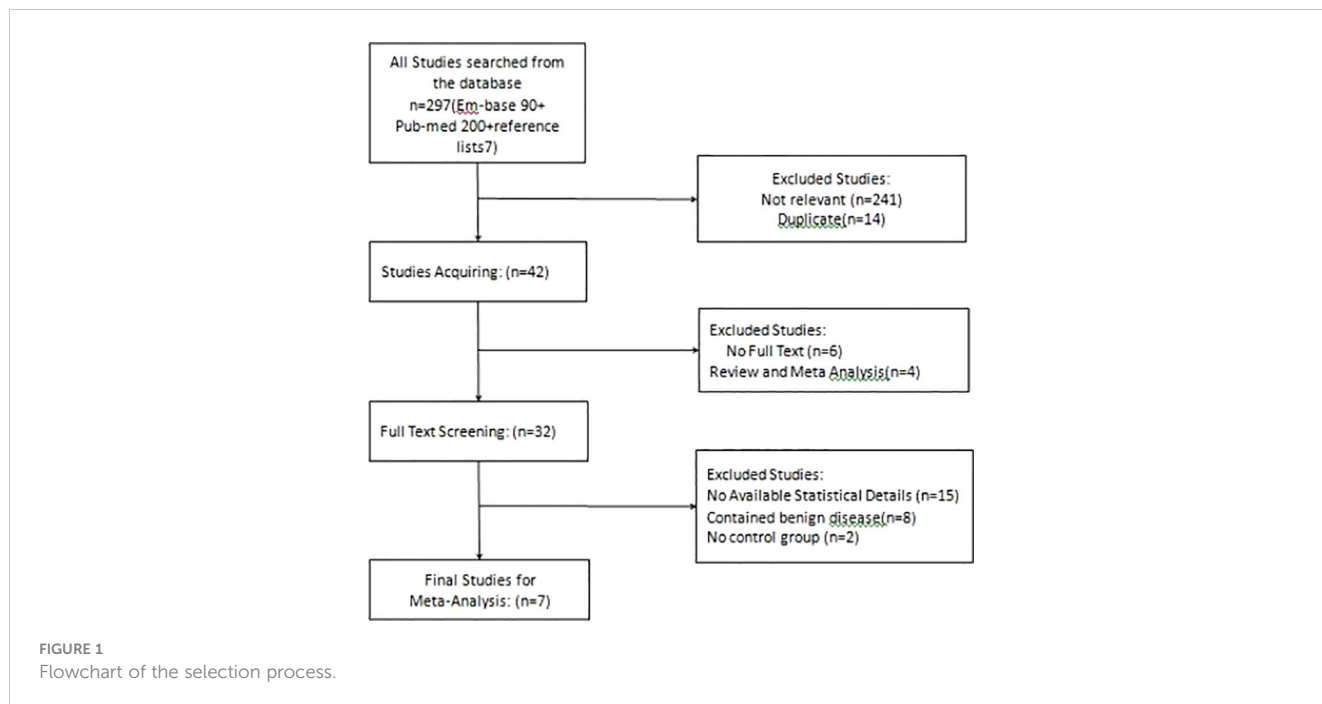 All Studies searched from
the database
n=297(Em-base 90+
Pub-med 200+reference
lists7)
Excluded Studies:
Not relevant (n=241)
Duplicate(n=14)
Studies Acquiring: (n=42)
Excluded Studies:
No Full Text (n=6)
Review and Meta Analysis(n=4)
Full Text Screening: (n=32)
Excluded Studies:
No Available Statistical Details (n=15)
Contained benign disease(n=8)
No control group (n=2)
Final Studies for
Meta-Analysis: (n=7)
FIGURE 1
Flowchart of the selection process.